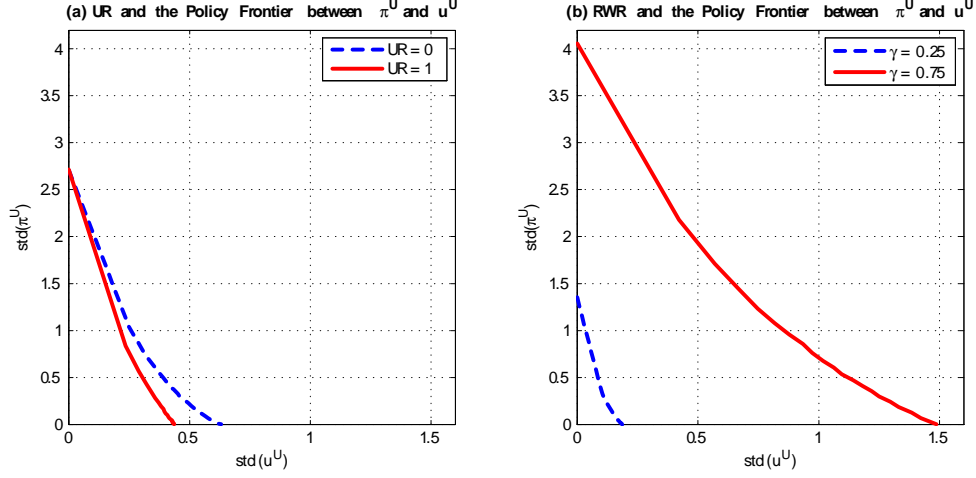 (a) UR and the Policy Frontier between π^U and u^U
UR = 0
UR = 1
4
3.5
3
2.5
2
1.5
1
0.5
0
std(π^U)
0 0.5 1 1.5
std(u^U)
(b) RWR and the Policy Frontier between π^U and u^U
γ = 0.25
γ = 0.75
4
3.5
3
2.5
2
1.5
1
0.5
0
std(π^U)
0 0.5 1 1.5
std(u^U)